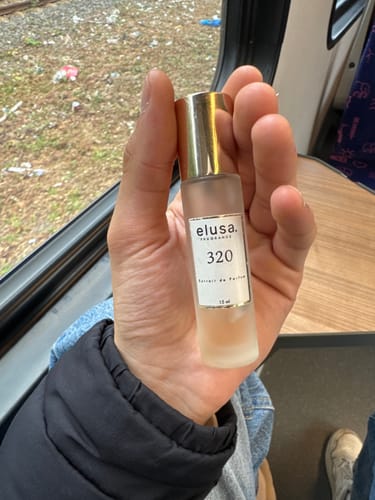 elusa.
FRAGRANCE
320
Extrait de Parfum
15 ml